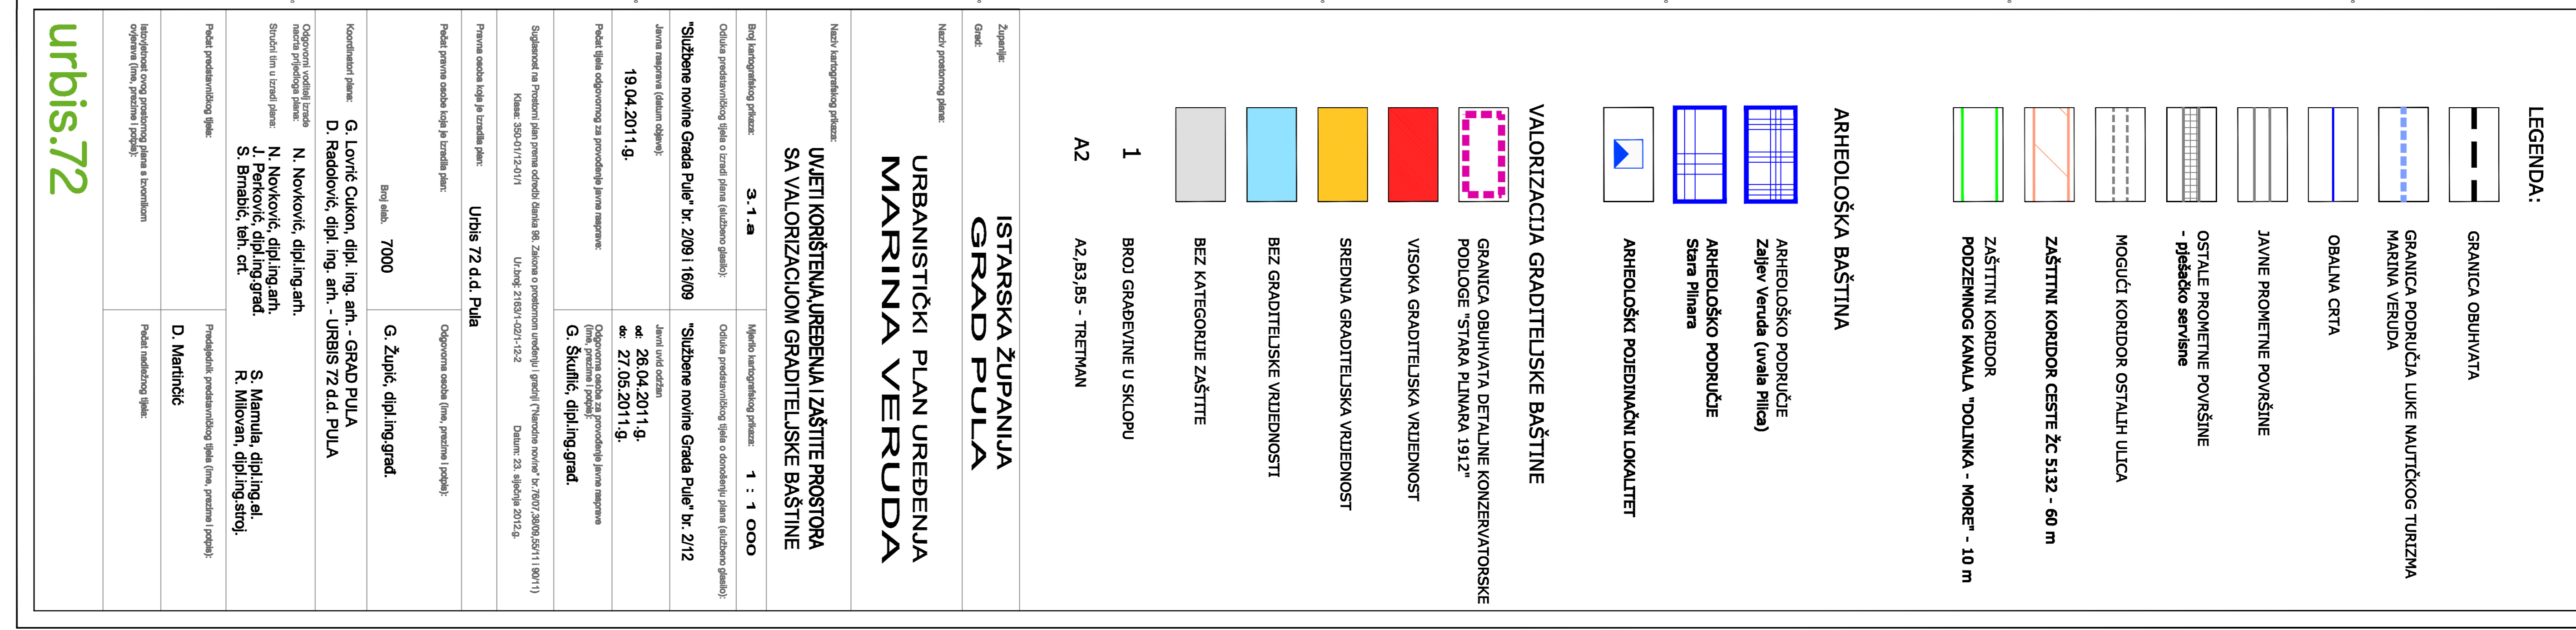 LEGENDA:
GRANICA OBUHVATA
GRANICA PODRUČJA LUKE NAUTIČKOG TURIZMA
MARINA VERUDA
OBALNA CRTA
JAVNE PROMETNE POVRŠINE
OSTALE PROMETNE POVRŠINE
- pješačko servisne
MOGUĆI KORIDOR OSTALIH ULICA
ZAŠTITNI KORIDOR CESTE ŽC 5132 - 60 m
ZAŠTITNI KORIDOR
PODZEMNOG KANALA "DOLINKA - MORE" - 10 m
ARHEOLOŠKA BAŠTINA
ARHEOLOŠKO PODRUČJE
Zaljev Veruda (uvala Pilica)
ARHEOLOŠKO PODRUČJE
Stara Plinara
ARHEOLOŠKI POJEDINAČNI LOKALITET
VALORIZACIJA GRADITELJSKE BAŠTINE
GRANICA OBUHVATA DETALJNE KONZERVATORSKE
PODLOGE "STARA PLINARA 1912"
VISOKA GRADITELJSKA VRIJEDNOST
SREDNJA GRADITELJSKA VRIJEDNOST
BEZ GRADITELJSKE VRIJEDNOSTI
BEZ KATEGORIJE ZAŠTITE
1 BROJ GRAĐEVINE U SKLOPU
A2 A2,B3,B5 - TRETMAN
Županija: ISTARSKA ŽUPANIJA
Grad: GRAD PULA
Naziv prostornog plana:
URBANISTIČKI PLAN UREĐENJA
MARINA VERUDA
Naziv kartografskog prikaza:
UVJETI KORIŠTENJA,UREĐENJA I ZAŠTITE PROSTORA
SA VALORIZACIJOM GRADITELJSKE BAŠTINE
Broj kartografskog prikaza: 3.1.a
Mjerilo kartografskog prikaza: 1 : 1 000
Odluka predstavničkog tijela o izradi plana (službeno glasilo):
"Službene novine Grada Pule" br. 2/09 i 16/09
Odluka predstavničkog tijela o donošenju plana (službeno glasilo):
"Službene novine Grada Pule" br. 2/12
Javna rasprava (datum objave):
19.04.2011.g.
Javni uvid održan
od: 26.04.2011.g.
do: 27.05.2011.g.
Pečat tijela odgovornog za provođenje javne rasprave:
Odgovorna osoba za provođenje javne rasprave
(ime, prezime i potpis):
G. Škuflić, dipl.ing.građ.
Suglasnost na Prostorni plan prema odredbi članka 98. Zakona o prostornom uređenju i gradnji ("Narodne novine" br.76/07,38/09,55/11 i 90/11)
Klasa: 350-01/12-01/1 Ur.broj: 2163/1-02/1-12-2 Datum: 23. siječnja 2012.g.
Pravna osoba koja je izradila plan: Urbis 72 d.d. Pula
Pečat pravne osobe koja je izradila plan:
Broj elab. 7000
Odgovorna osoba (ime, prezime i potpis):
G. Župić, dipl.ing.građ.
Koordinatori plana: G. Lovrić Cukon, dipl. ing. arh. - GRAD PULA
D. Radolović, dipl. ing. arh. - URBIS 72 d.d. PULA
Odgovorni voditelj izrade
nacrta prijedloga plana: N. Novković, dipl.ing.arh.
Stručni tim u izradi plana: N. Novković, dipl.ing.arh.
J. Perković, dipl.ing.građ.
S. Brnabić, teh. crt.
S. Mamula, dipl.ing.el.
R. Milovan, dipl.ing.stroj.
Pečat predstavničkog tijela:
Predsjednik predstavničkog tijela (ime, prezime i potpis):
D. Martinčić
Istovjetnost ovog prostornog plana s izvornikom
ovjerava (ime, prezime i potpis):
Pečat nadležnog tijela:
urbis.72